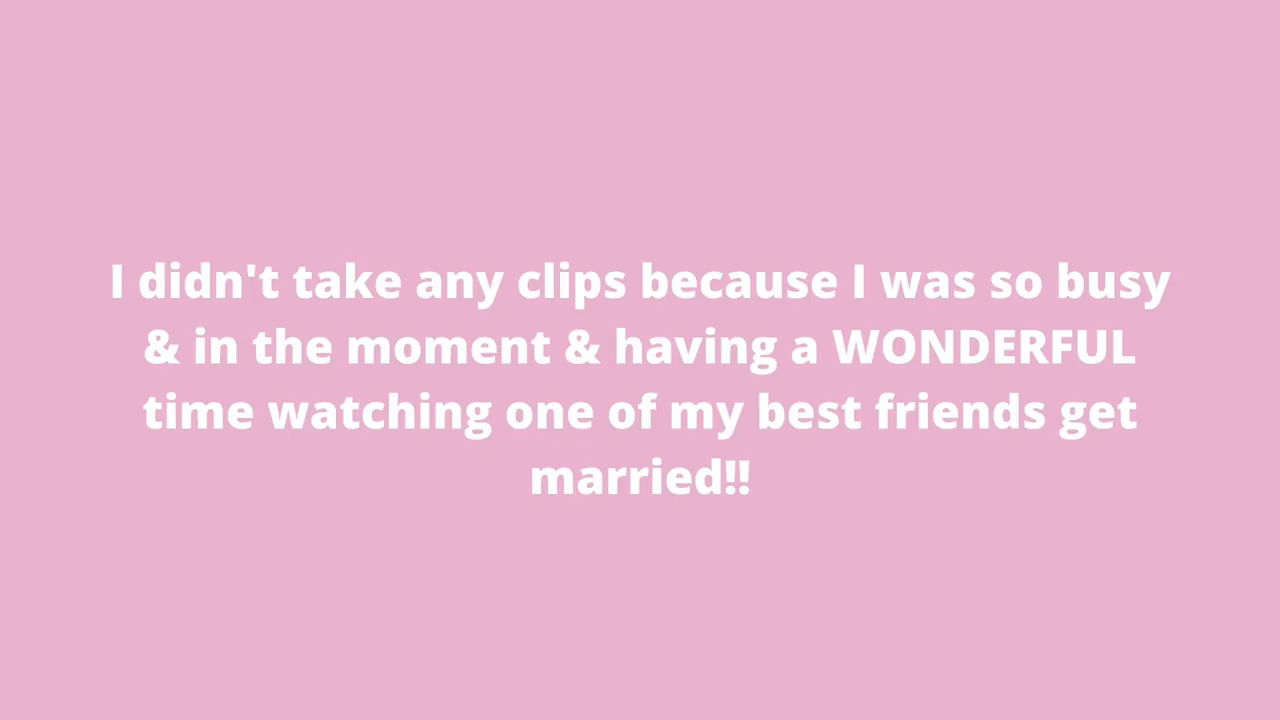 I didn't take any clips because I was so busy
& in the moment & having a WONDERFUL
time watching one of my best friends get
married!!